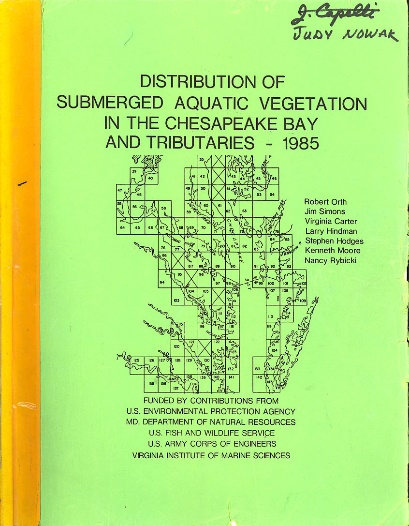 J. Capelli
JUDY NOWAK
DISTRIBUTION OF
SUBMERGED AQUATIC VEGETATION
IN THE CHESAPEAKE BAY
AND TRIBUTARIES - 1985
Robert Orth
Jim Simons
Virginia Carter
Larry Hindman
Stephen Hodges
Kenneth Moore
Nancy Rybicki
FUNDED BY CONTRIBUTIONS FROM
U.S. ENVIRONMENTAL PROTECTION AGENCY
MD. DEPARTMENT OF NATURAL RESOURCES
U.S. FISH AND WILDLIFE SERVICE
U.S. ARMY CORPS OF ENGINEERS
VIRGINIA INSTITUTE OF MARINE SCIENCES